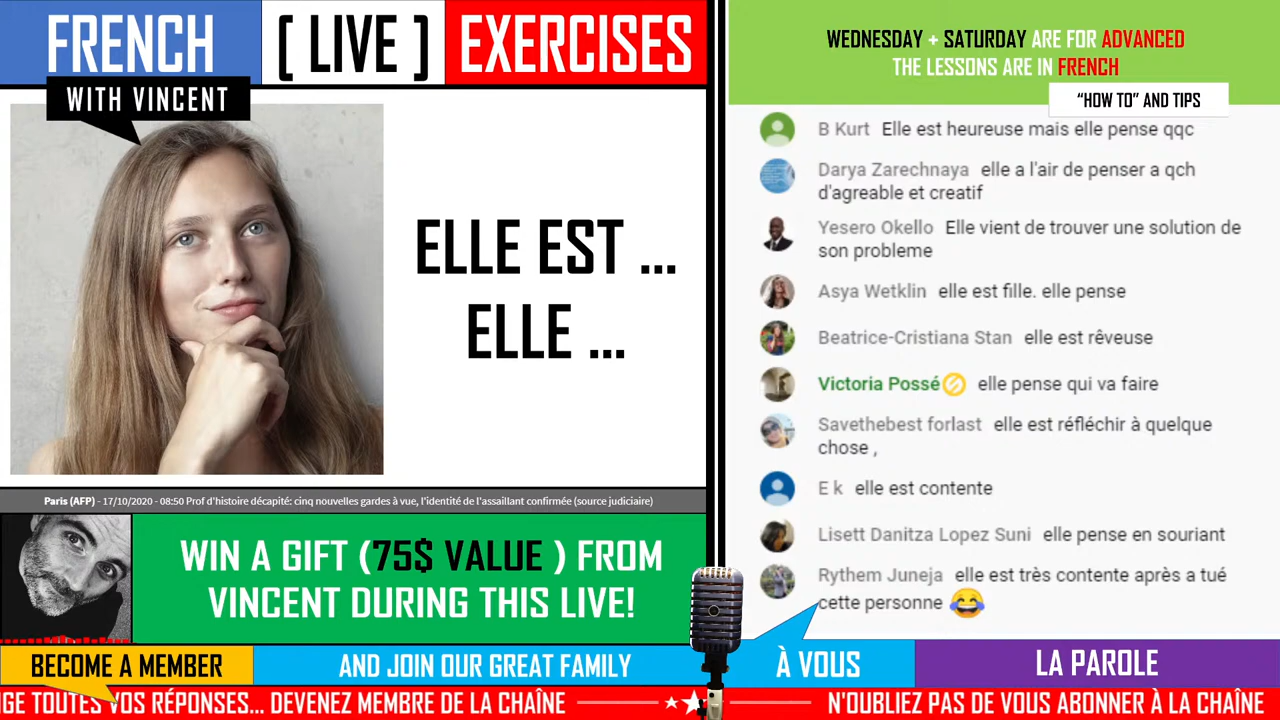 FRENCH
[ LIVE ]
EXERCISES
WITH VINCENT
ELLE EST ...
ELLE ...
Paris (AFP) - 17/10/2020 - 08:50 Prof d'histoire décapité: cinq nouvelles gardes à vue, l'identité de l'assaillant confirmée (source judiciaire)
WIN A GIFT (75$ VALUE ) FROM
VINCENT DURING THIS LIVE!
BECOME A MEMBER
AND JOIN OUR GREAT FAMILY
WEDNESDAY + SATURDAY ARE FOR ADVANCED
THE LESSONS ARE IN FRENCH
“HOW TO” AND TIPS
B Kurt Elle est heureuse mais elle pense qqc
Darya Zarechnaya elle a l'air de penser a qch
d'agreable et creatif
Yesero Okello Elle vient de trouver une solution de
son probleme
Asya Wetklin elle est fille. elle pense
Beatrice-Cristiana Stan elle est rêveuse
Victoria Possé elle pense qui va faire
Savethebest forlast elle est réfléchir à quelque
chose ,
E k elle est contente
Lisett Danitza Lopez Suni elle pense en souriant
Rythem Juneja elle est très contente après a tué
cette personne 😂
À VOUS
LA PAROLE
IGE TOUTES VOS RÉPONSES... DEVENEZ MEMBRE DE LA CHAÎNE
N'OUBLIEZ PAS DE VOUS ABONNER À LA CHAÎNE